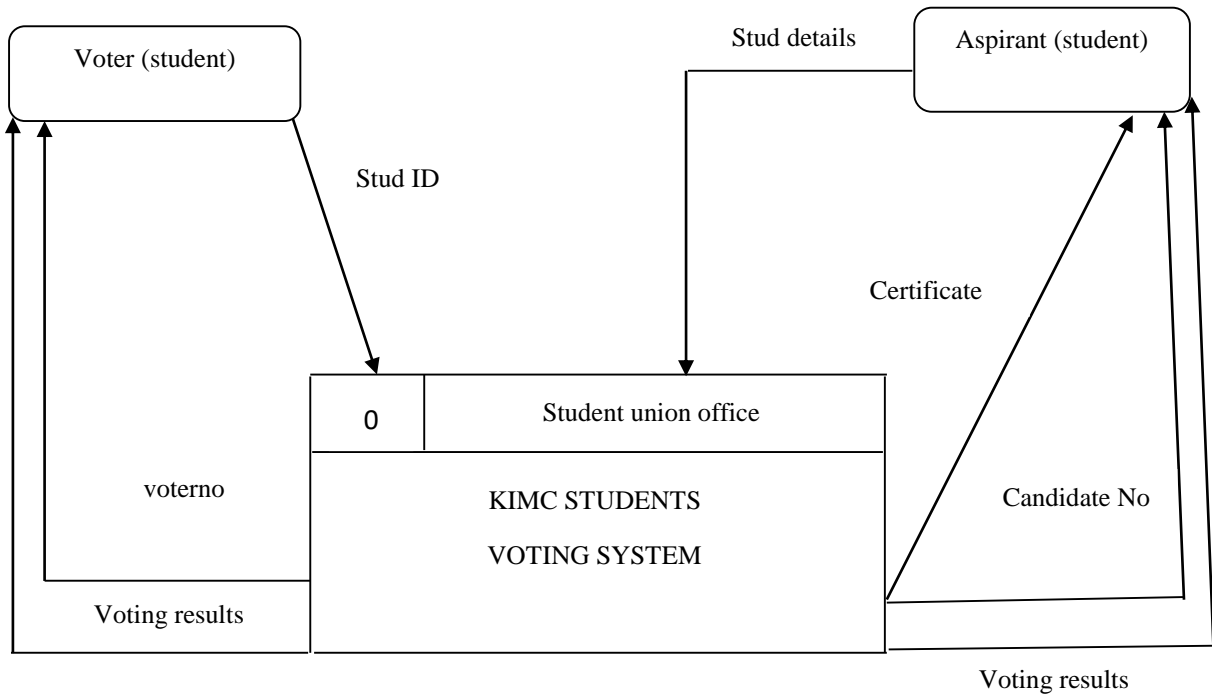 Voter (student)
Stud details
Aspirant (student)
Stud ID
Certificate
0
Student union office
voterno
KIMC STUDENTS
VOTING SYSTEM
Candidate No
Voting results
Voting results